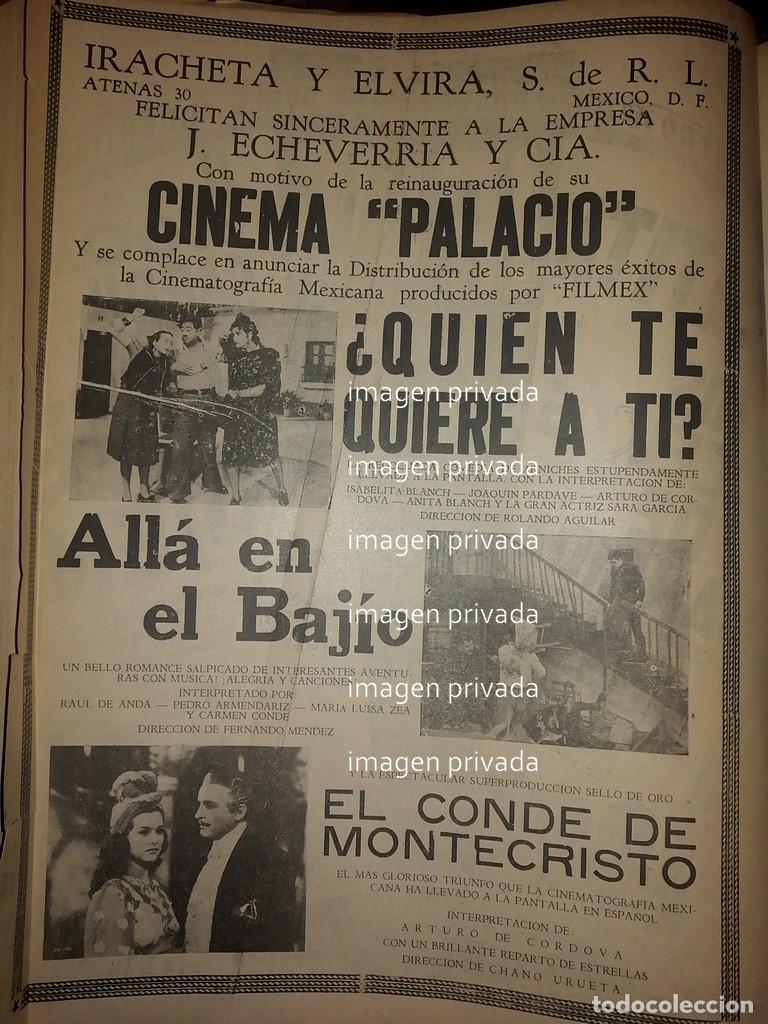 IRACHETA Y ELVIRA, S. de R. L.
ATENAS 30
MEXICO, D. F.
FELICITAN SINCERAMENTE A LA EMPRESA
J. ECHEVERRIA Y CIA.
Con motivo de la reinauguración de su
CINEMA "PALACIO"
Y se complace en anunciar la Distribución de los mayores éxitos de
la Cinematografía Mexicana producidos por "FILMEX"
¿QUIEN TE
imagen privada
QUIERE A TI?
imagen privada
NICHES ESTUPENDAMENTE
LLEVADA A LA PANTALLA. CON LA INTERPRETACION DE:
ISABELITA BLANCH — JOAQUIN PARDAVE — ARTURO DE COR-
DOVA — ANITA BLANCH Y LA GRAN ACTRIZ SARA GARCIA
DIRECCION DE ROLANDO AGUILAR
imagen privada
Allá en
el Bajío
imagen privada
UN BELLO ROMANCE SALPICADO DE INTERESANTES AVENTU-
RAS CON MUSICA! ¡ALEGRIA Y CANCIONES
INTERPRETADO POR:
RAUL DE ANDA — PEDRO ARMENDARIZ — MARIA LUISA ZEA
Y CARMEN CONDE
DIRECCION DE FERNANDO MENDEZ
imagen privada
imagen privada
Y LA ESPECTACULAR SUPERPRODUCCION SELLO DE ORO
EL CONDE DE
MONTECRISTO
EL MAS GLORIOSO TRIUNFO QUE LA CINEMATOGRAFIA MEXI-
CANA HA LLEVADO A LA PANTALLA EN ESPAÑOL
INTERPRETACION DE:
ARTURO DE CORDOVA
CON UN BRILLANTE REPARTO DE ESTRELLAS
DIRECCION DE CHANO URUETA
todocoleccion